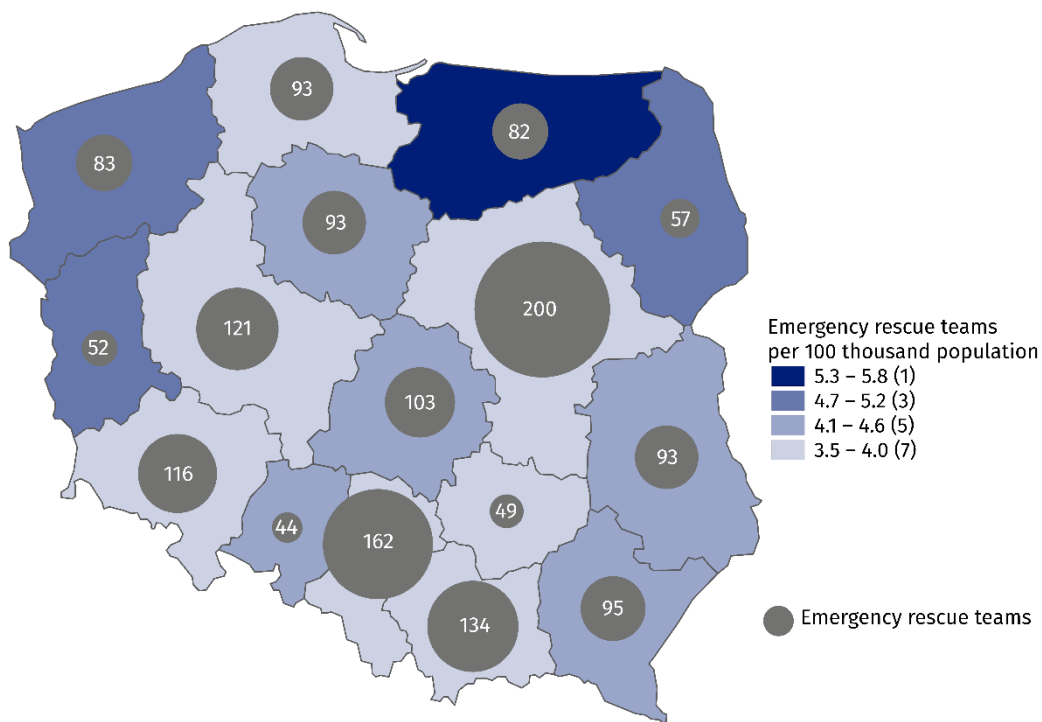 93
82
83
57
93
200
121
52
103
93
116
49
44
162
95
134
Emergency rescue teams
per 100 thousand population
5.3 – 5.8 (1)
4.7 – 5.2 (3)
4.1 – 4.6 (5)
3.5 – 4.0 (7)
Emergency rescue teams